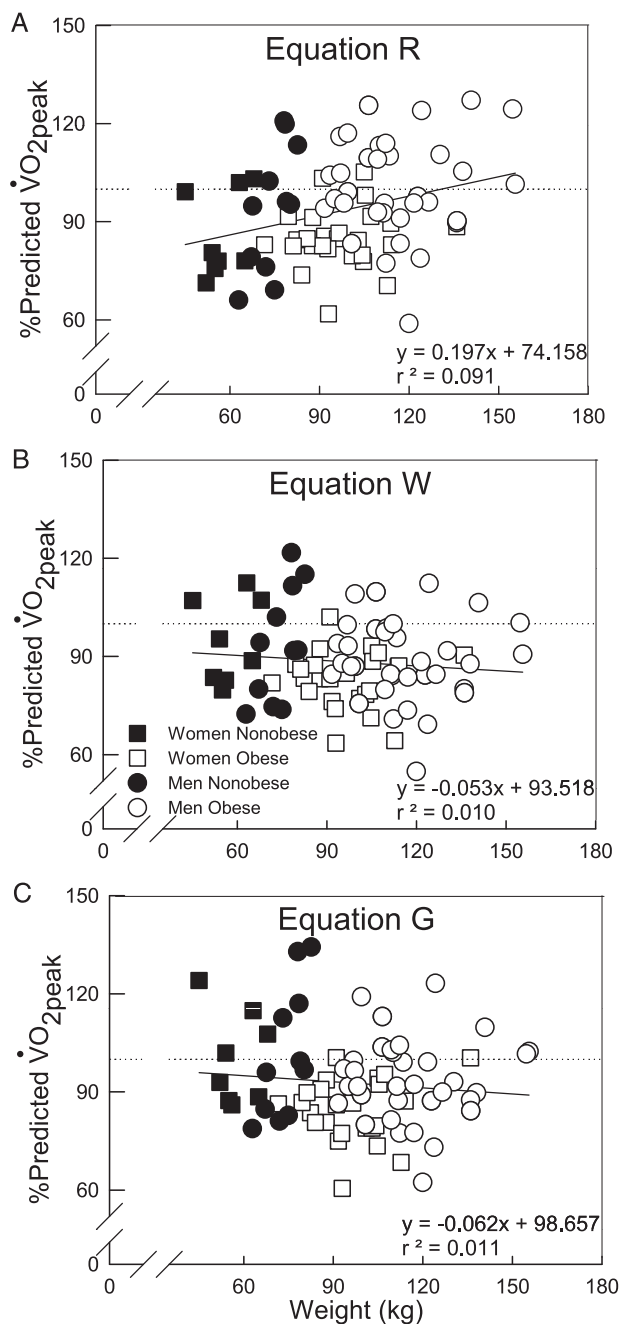 A
Equation R
%Predicted V̇O2peak
150
120
90
60
0
y = 0.197x + 74.158
r ² = 0.091
0
60
90
120
150
180
B
Equation W
%Predicted V̇O2peak
150
120
90
60
0
Women Nonobese
Women Obese
Men Nonobese
Men Obese
y = -0.053x + 93.518
r ² = 0.010
0
60
90
120
150
180
C
Equation G
%Predicted V̇O2peak
150
120
90
60
0
y = -0.062x + 98.657
r ² = 0.011
0
60
90
120
150
180
Weight (kg)